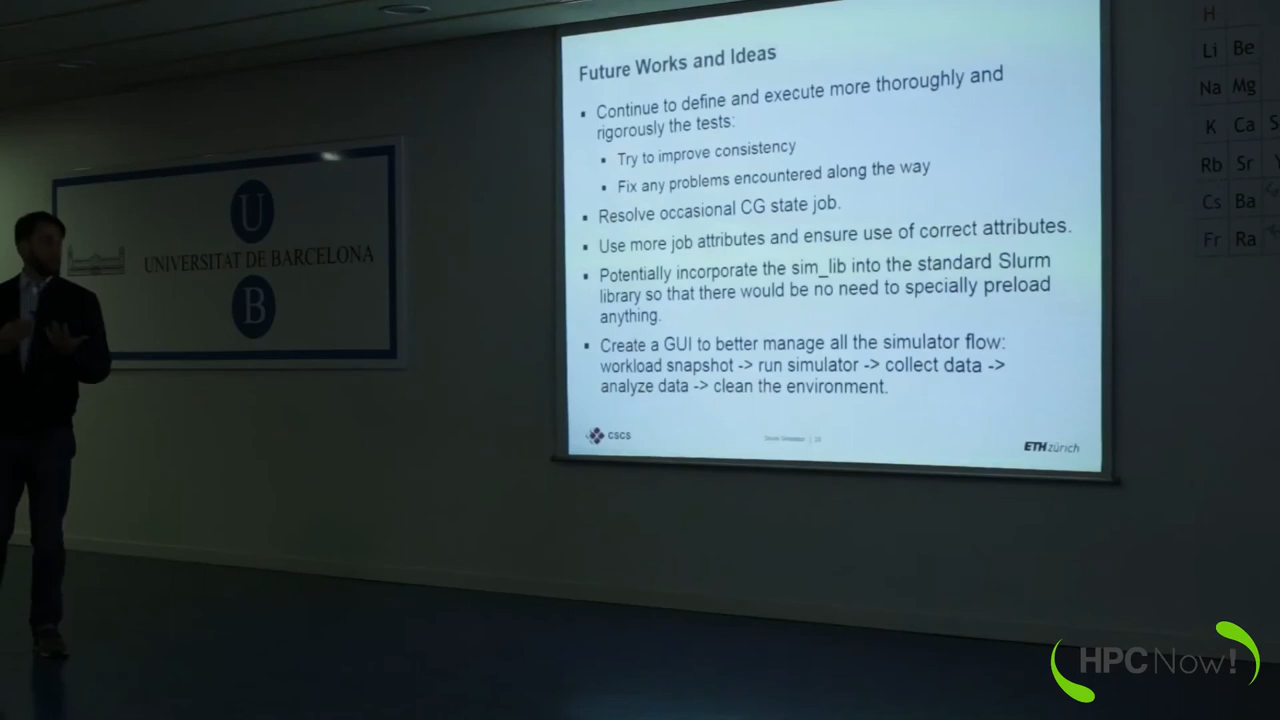 Future Works and Ideas
Continue to define and execute more thoroughly and
rigorously the tests:
Try to improve consistency
Fix any problems encountered along the way
Resolve occasional CG state job.
Use more job attributes and ensure use of correct attributes.
Potentially incorporate the sim_lib into the standard Slurm
library so that there would be no need to specially preload
anything.
Create a GUI to better manage all the simulator flow:
workload snapshot -> run simulator -> collect data ->
analyze data -> clean the environment.
CSCS
ETH zürich
U
UNIVERSITAT DE BARCELONA
B
H
Li Be
Na Mg
K Ca
Rb Sr
Cs Ba
Fr Ra
HPCNow!